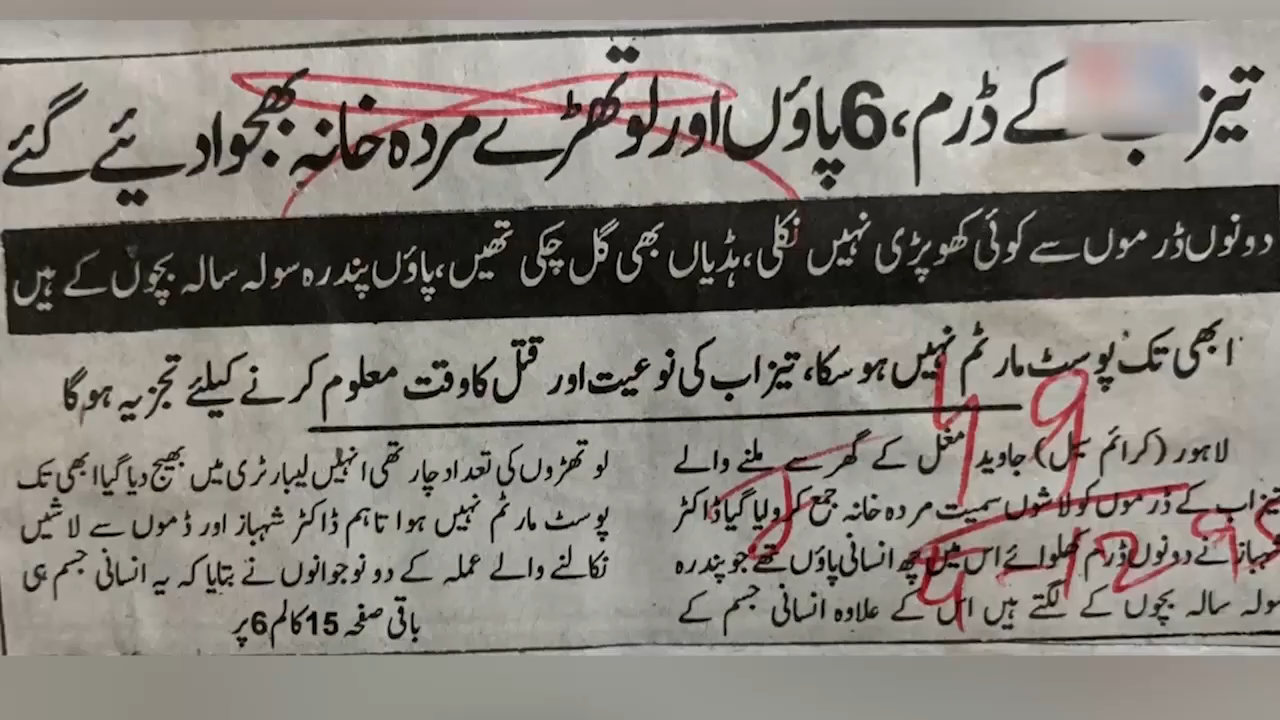 تیزاب کے ڈرم، 6 پاؤں اور لوتھڑے مردہ خانہ بھجوا دیئے گئے
دونوں ڈرموں سے کوئی کھوپڑی نہیں نکلی، ہڈیاں بھی گل چکی تھیں، پاؤں پندرہ سولہ سالہ بچوں کے ہیں
ابھی تک پوسٹ مارٹم نہیں ہو سکا، تیزاب کی نوعیت اور قتل کا وقت معلوم کرنے کیلئے تجزیہ ہو گا
لاہور (کرائم سیل) جاوید مغل کے گھر سے ملنے والے
تیزاب کے ڈرموں کو لاشوں سمیت مردہ خانہ جمع کروایا گیا ڈاکٹر
شہباز نے دونوں ڈرم کھلوائے اس میں چھ انسانی پاؤں تھے جو پندرہ
سولہ سالہ بچوں کے لگتے ہیں اس کے علاوہ انسانی جسم کے
لوتھڑوں کی تعداد چار تھی انہیں لیبارٹری میں بھیج دیا گیا ابھی تک
پوسٹ مارٹم نہیں ہوا تاہم ڈاکٹر شہباز اور ڈموں سے لاشیں
نکالنے والے عملہ کے دو نوجوانوں نے بتایا کہ یہ انسانی جسم ہی
باقی صفحہ 15 کالم 6 پر